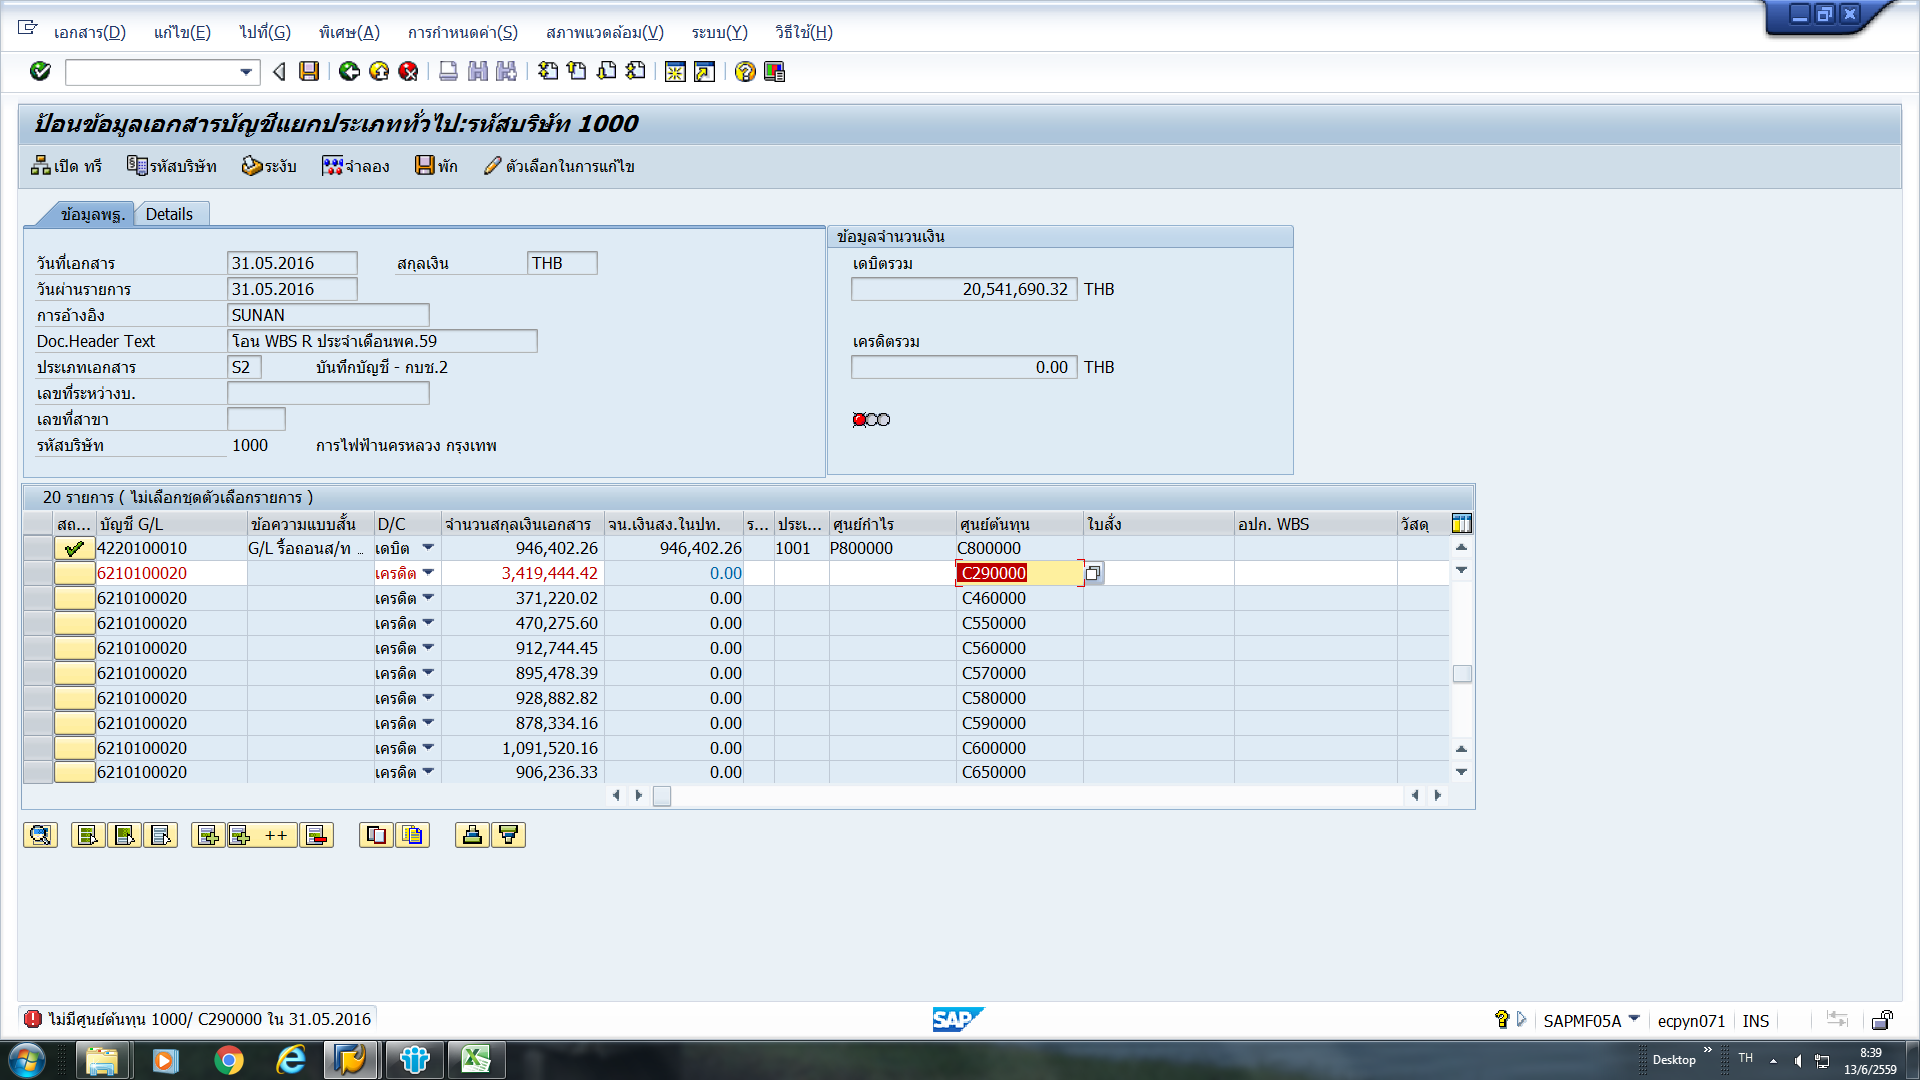 เอกสาร(D) แก้ไข(E) ไปที่(G) พิเศษ(A) การกำหนดค่า(S) สภาพแวดล้อม(V) ระบบ(Y) วิธีใช้(H)
ป้อนข้อมูลเอกสารบัญชีแยกประเภททั่วไป:รหัสบริษัท 1000
เปิด ทรี รหัสบริษัท ระงับ จำลอง พัก ตัวเลือกในการแก้ไข
ข้อมูลพฐ. Details
ข้อมูลจำนวนเงิน
วันที่เอกสาร 31.05.2016 สกุลเงิน THB เดบิตรวม
วันผ่านรายการ 31.05.2016 20,541,690.32 THB
การอ้างอิง SUNAN
Doc.Header Text โอน WBS R ประจำเดือนพค.59 เครดิตรวม
ประเภทเอกสาร S2 บันทึกบัญชี - กบช.2 0.00 THB
เลขที่ระหว่างบ.
เลขที่สาขา
รหัสบริษัท 1000 การไฟฟ้านครหลวง กรุงเทพ
20 รายการ ( ไม่เลือกชุดตัวเลือกรายการ )
สถ... บัญชี G/L ข้อความแบบสั้น D/C จำนวนสกุลเงินเอกสาร จน.เงินสง.ในปท. ร... ประเ... ศูนย์กำไร ศูนย์ต้นทุน ใบสั่ง อปก. WBS วัสดุ
4220100010 G/L รื้อถอนส/ท .. เดบิต 946,402.26 946,402.26 1001 P800000 C800000
6210100020 เครดิต 3,419,444.42 0.00 C290000
6210100020 เครดิต 371,220.02 0.00 C460000
6210100020 เครดิต 470,275.60 0.00 C550000
6210100020 เครดิต 912,744.45 0.00 C560000
6210100020 เครดิต 895,478.39 0.00 C570000
6210100020 เครดิต 928,882.82 0.00 C580000
6210100020 เครดิต 878,334.16 0.00 C590000
6210100020 เครดิต 1,091,520.16 0.00 C600000
6210100020 เครดิต 906,236.33 0.00 C650000
++
ไม่มีศูนย์ต้นทุน 1000/ C290000 ใน 31.05.2016 SAP SAPMF05A ecpyn071 INS
Desktop TH 8:39
13/6/2559